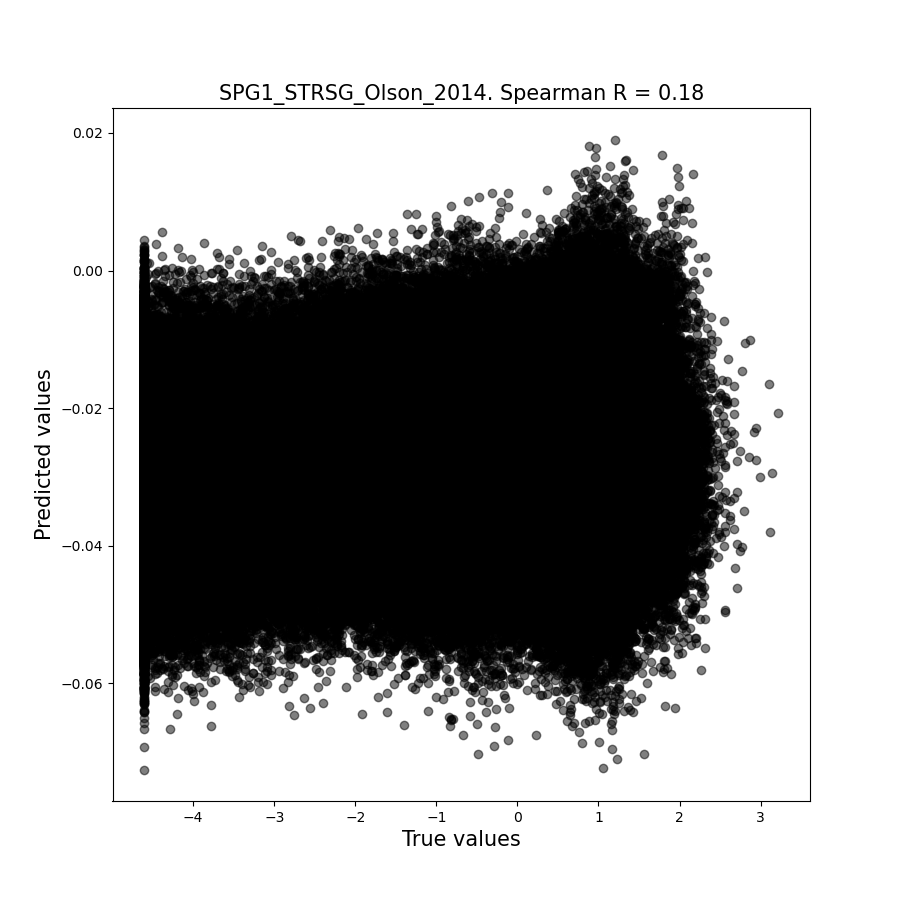 SPG1_STRSG_Olson_2014. Spearman R = 0.18
0.02
0.00
−0.02
−0.04
−0.06
Predicted values
−4 −3 −2 −1 0 1 2 3
True values